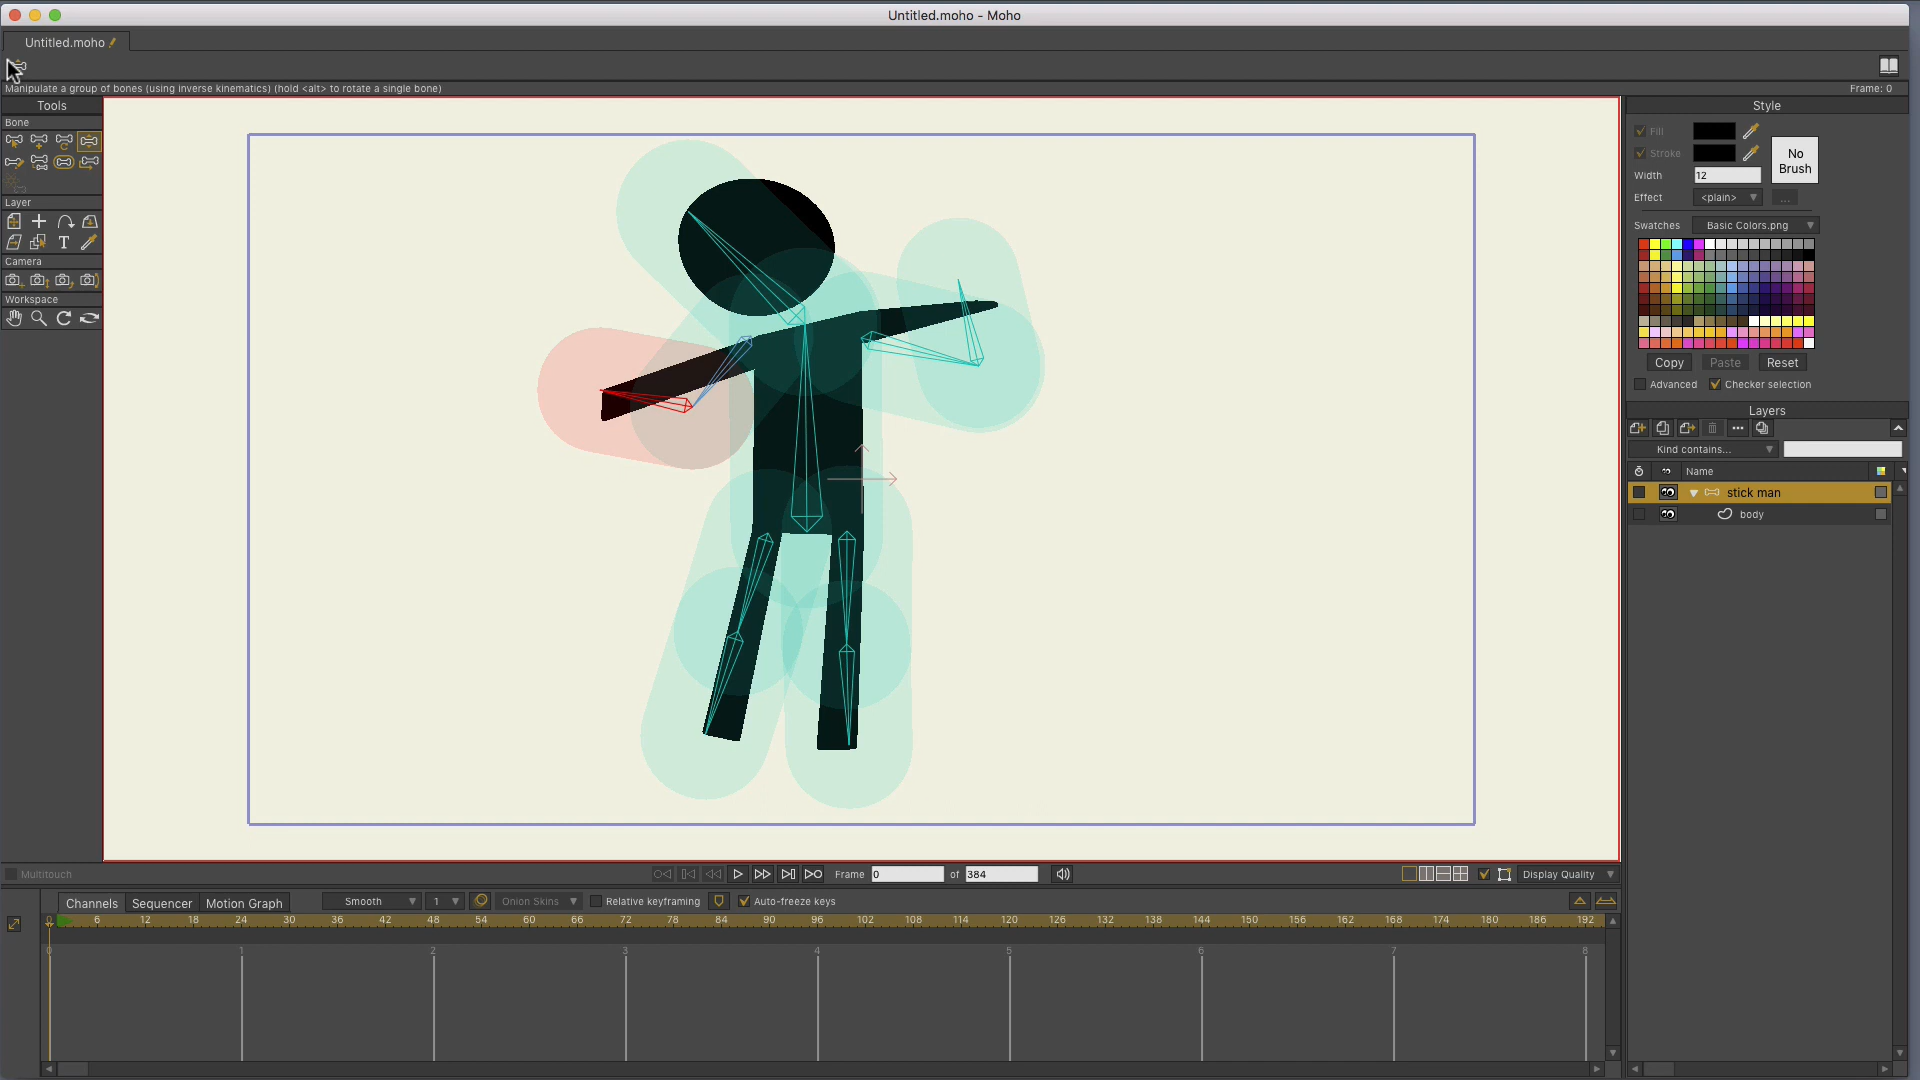 Untitled.moho - Moho
Untitled.moho
Manipulate a group of bones (using inverse kinematics) (hold <alt> to rotate a single bone)
Frame: 0
Tools
Bone
Layer
T
Camera
Workspace
Style
Fill
Stroke
No
Brush
Width
12
Effect
<plain>
...
Swatches
Basic Colors.png
Copy
Paste
Reset
Advanced
Checker selection
Layers
Kind contains...
Name
stick man
body
Multitouch
Frame
0
of
384
Display Quality
Channels
Sequencer
Motion Graph
Smooth
1
Onion Skins
Relative keyframing
Auto-freeze keys
0 6 12 18 24 30 36 42 48 54 60 66 72 78 84 90 96 102 108 114 120 126 132 138 144 150 156 162 168 174 180 186 192
0 1 2 3 4 5 6 7 8